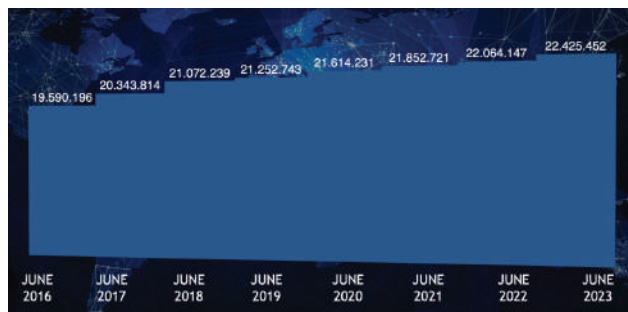 19.590.196
20.343.814
21.072.239
21.252.743
21.614.231
21.852.721
22.064.147
22.425.452
JUNE 2016
JUNE 2017
JUNE 2018
JUNE 2019
JUNE 2020
JUNE 2021
JUNE 2022
JUNE 2023